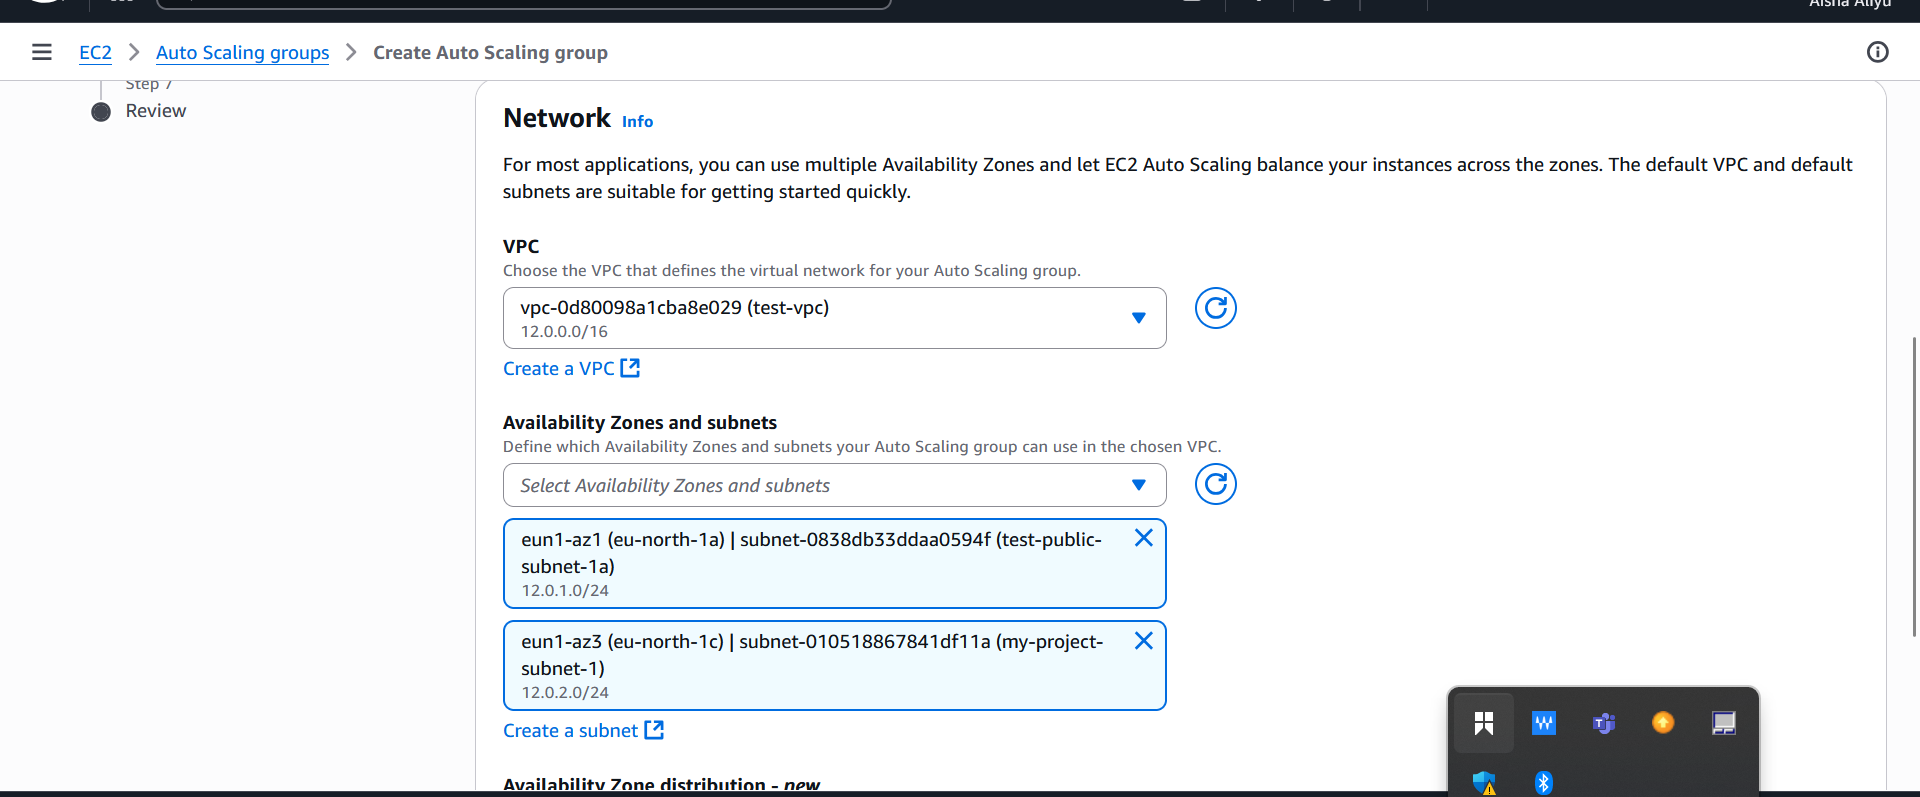 Aisha Aliyu
EC2 > Auto Scaling groups > Create Auto Scaling group
Step 7
Review
Network Info
For most applications, you can use multiple Availability Zones and let EC2 Auto Scaling balance your instances across the zones. The default VPC and default
subnets are suitable for getting started quickly.
VPC
Choose the VPC that defines the virtual network for your Auto Scaling group.
vpc-0d80098a1cba8e029 (test-vpc)
12.0.0.0/16
Create a VPC
Availability Zones and subnets
Define which Availability Zones and subnets your Auto Scaling group can use in the chosen VPC.
Select Availability Zones and subnets
eun1-az1 (eu-north-1a) | subnet-0838db33ddaa0594f (test-public-
subnet-1a)
12.0.1.0/24
eun1-az3 (eu-north-1c) | subnet-010518867841df11a (my-project-
subnet-1)
12.0.2.0/24
Create a subnet
Availability Zone distribution - new